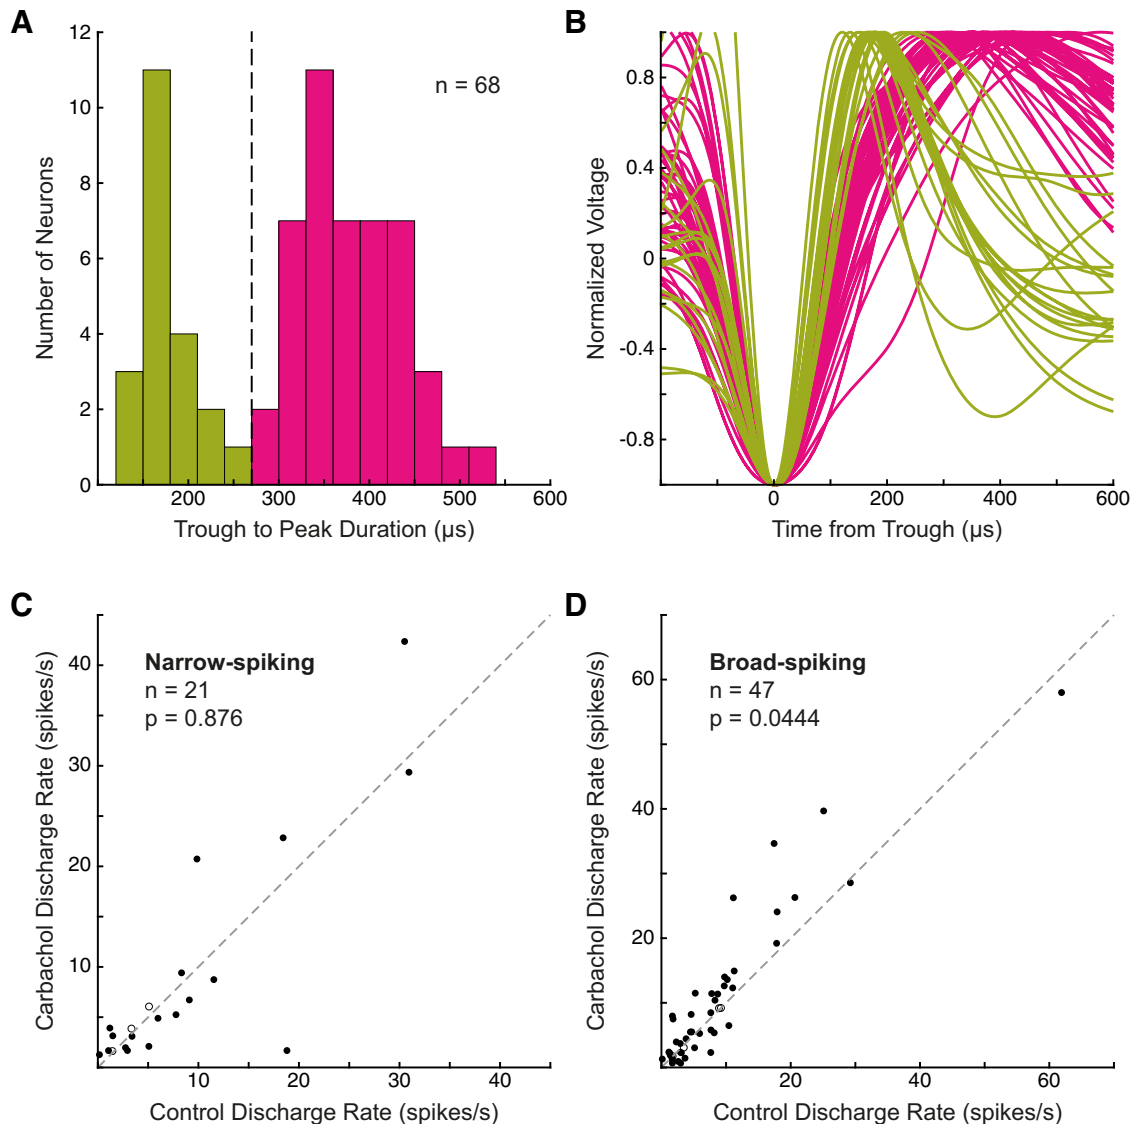 A
12
10
8
6
4
2
0
n = 68
Number of Neurons
200 300 400 500 600
Trough to Peak Duration (µs)
B
0.8
0.4
0
-0.4
-0.8
Normalized Voltage
0 200 400 600
Time from Trough (µs)
C
40
30
20
10
Narrow-spiking
n = 21
p = 0.876
Carbachol Discharge Rate (spikes/s)
10 20 30 40
Control Discharge Rate (spikes/s)
D
60
40
20
Broad-spiking
n = 47
p = 0.0444
Carbachol Discharge Rate (spikes/s)
20 40 60
Control Discharge Rate (spikes/s)